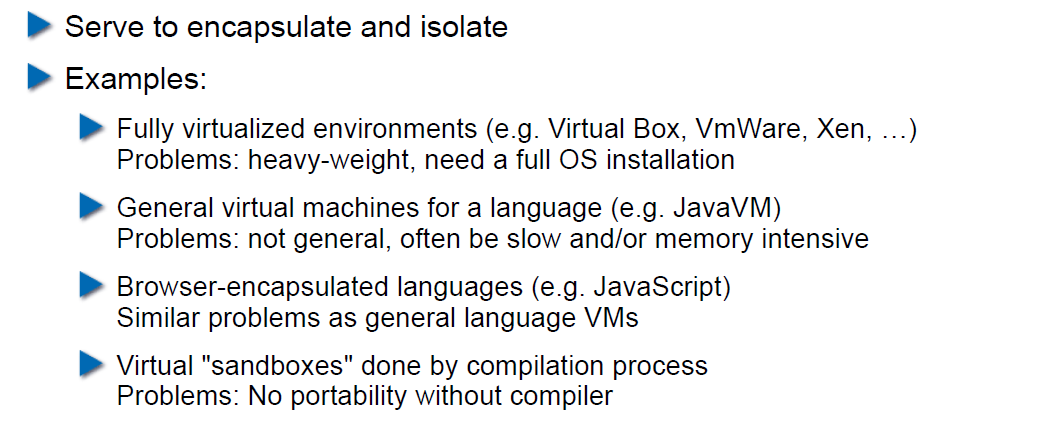 Serve to encapsulate and isolate
Examples:
Fully virtualized environments (e.g. Virtual Box, VmWare, Xen, …)
Problems: heavy-weight, need a full OS installation
General virtual machines for a language (e.g. JavaVM)
Problems: not general, often be slow and/or memory intensive
Browser-encapsulated languages (e.g. JavaScript)
Similar problems as general language VMs
Virtual "sandboxes" done by compilation process
Problems: No portability without compiler